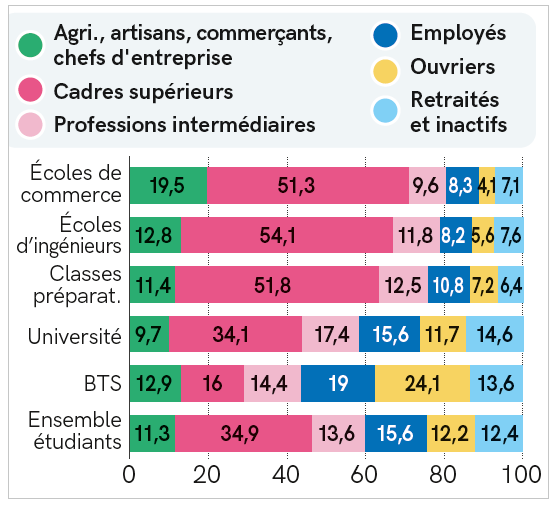 Agri., artisans, commerçants,
chefs d'entreprise
Cadres supérieurs
Professions intermédiaires
Employés
Ouvriers
Retraités
et inactifs
Écoles de
commerce
19,5 51,3 9,6 8,3 4,1 7,1
Écoles
d'ingénieurs
12,8 54,1 11,8 8,2 5,6 7,6
Classes
préparat.
11,4 51,8 12,5 10,8 7,2 6,4
Université 9,7 34,1 17,4 15,6 11,7 14,6
BTS 12,9 16 14,4 19 24,1 13,6
Ensemble
étudiants
11,3 34,9 13,6 15,6 12,2 12,4
0 20 40 60 80 100